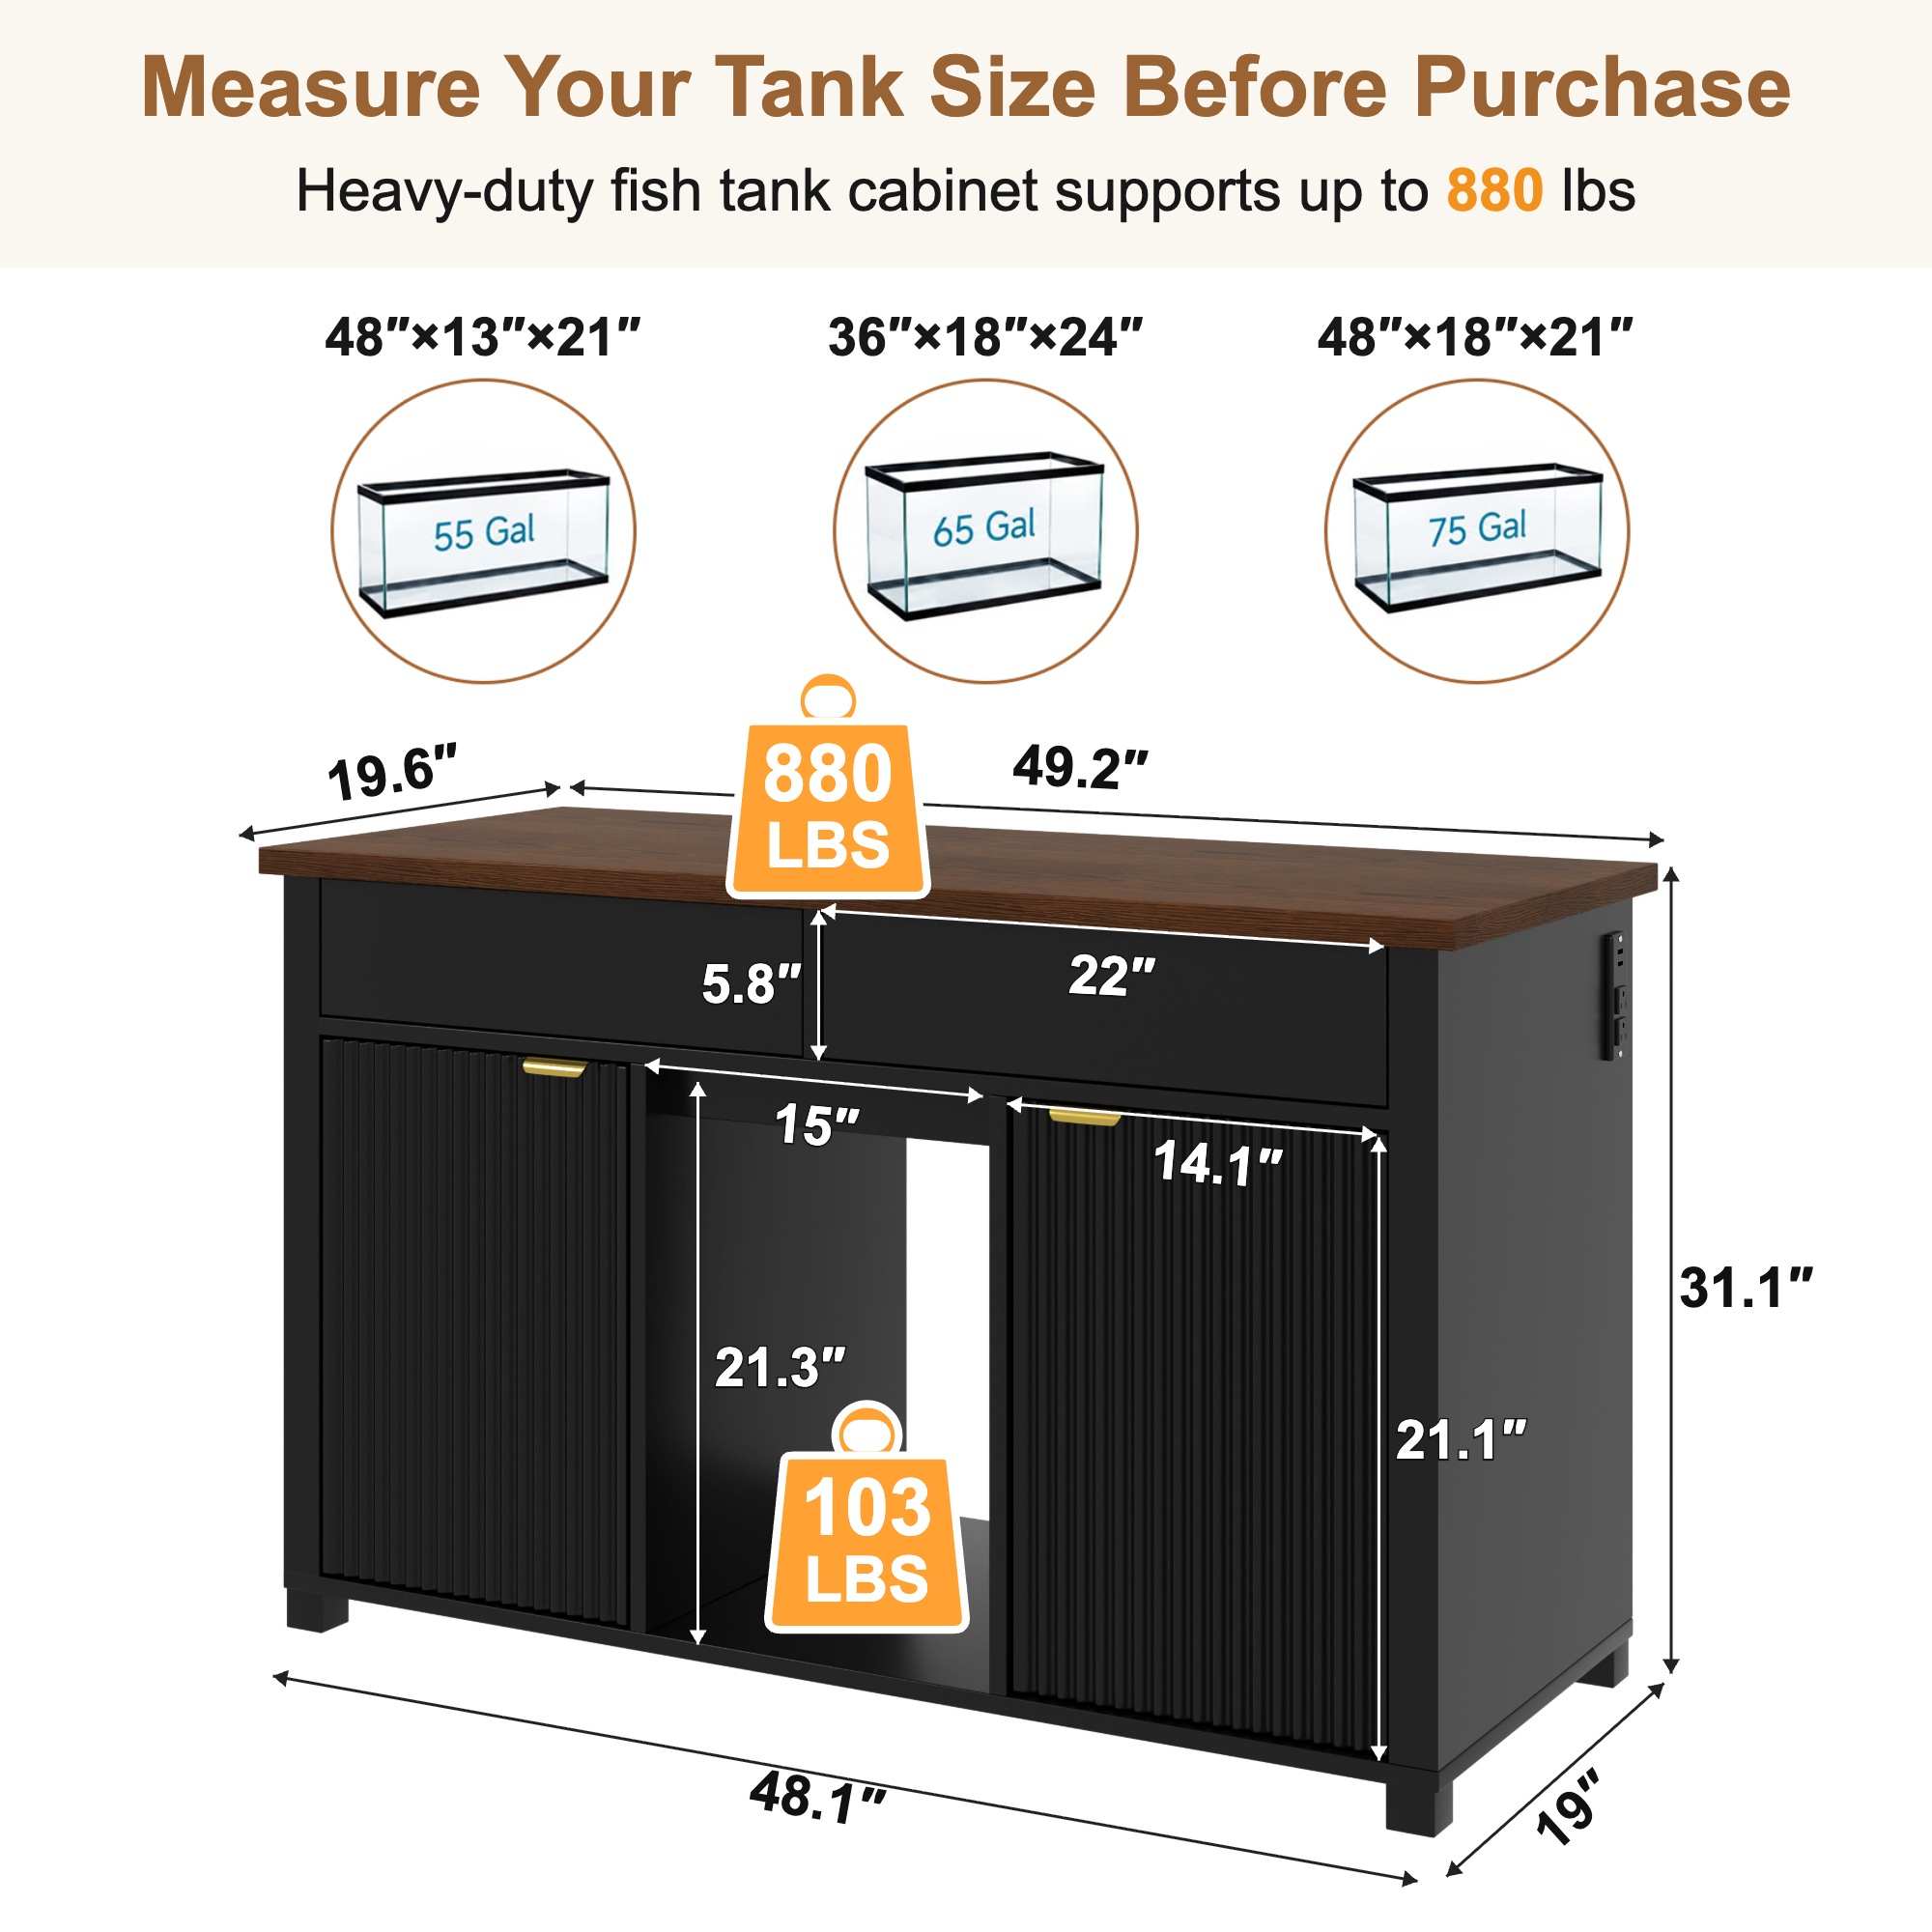 Measure Your Tank Size Before Purchase
Heavy-duty fish tank cabinet supports up to 880 lbs
48″×13″×21″
36″×18″×24″
48″×18″×21″
55 Gal
65 Gal
75 Gal
19.6″
880
LBS
49.2″
5.8″
22″
15″
14.1″
31.1″
21.3″
21.1″
103
LBS
48.1″
19″